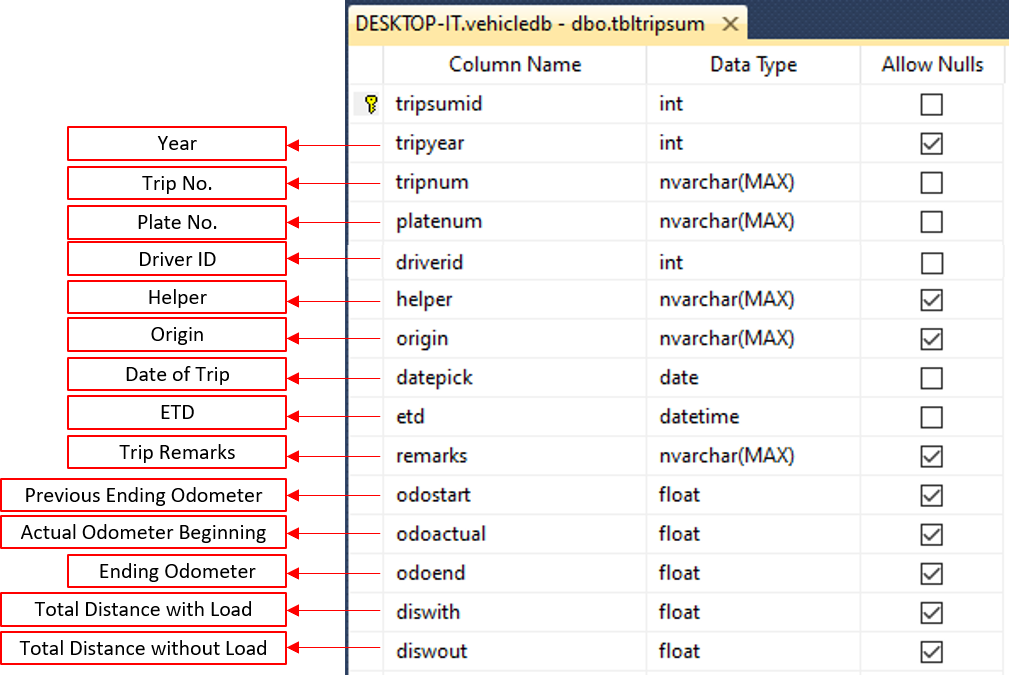 DESKTOP-IT.vehicledb - dbo.tbltripsum
Column Name Data Type Allow Nulls
tripsumid int
Year tripyear int
Trip No. tripnum nvarchar(MAX)
Plate No. platenum nvarchar(MAX)
Driver ID driverid int
Helper helper nvarchar(MAX)
Origin origin nvarchar(MAX)
Date of Trip datepick date
ETD etd datetime
Trip Remarks remarks nvarchar(MAX)
Previous Ending Odometer odostart float
Actual Odometer Beginning odoactual float
Ending Odometer odoend float
Total Distance with Load diswith float
Total Distance without Load diswout float